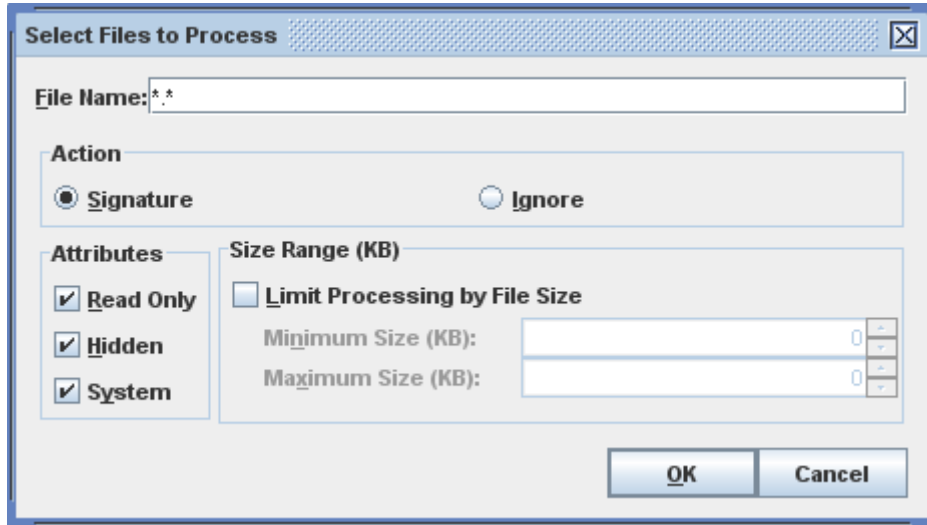 Select Files to Process
File Name: *.*
Action
Signature Ignore
Attributes
Read Only
Hidden
System
Size Range (KB)
Limit Processing by File Size
Minimum Size (KB): 0
Maximum Size (KB): 0
OK Cancel